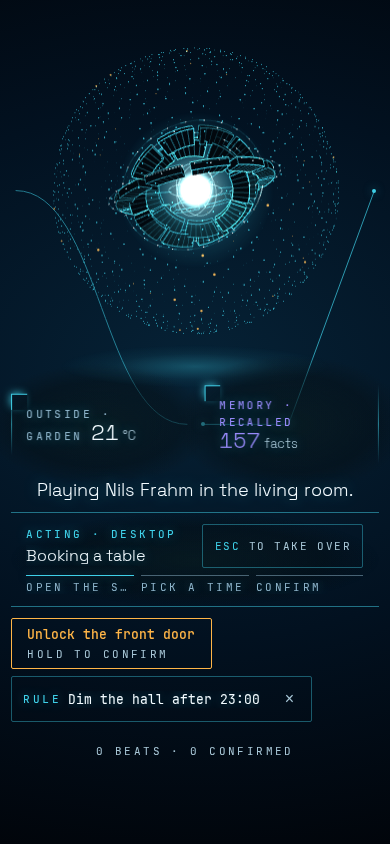 OUTSIDE ·
GARDEN 21 °C
MEMORY ·
RECALLED
157 facts
Playing Nils Frahm in the living room.
ACTING · DESKTOP
Booking a table
ESC TO TAKE OVER
OPEN THE S… PICK A TIME CONFIRM
Unlock the front door
HOLD TO CONFIRM
RULE Dim the hall after 23:00 ×
0 BEATS · 0 CONFIRMED